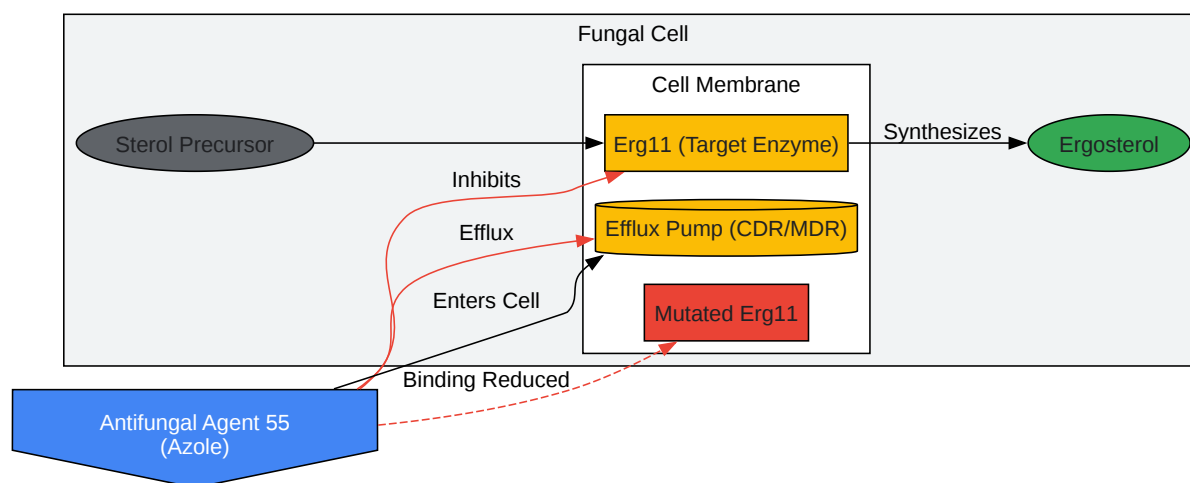 Fungal Cell
Cell Membrane
Sterol Precursor
Erg11 (Target Enzyme)
Synthesizes
Ergosterol
Inhibits
Efflux
Efflux Pump (CDR/MDR)
Enters Cell
Mutated Erg11
Binding Reduced
Antifungal Agent 55
(Azole)